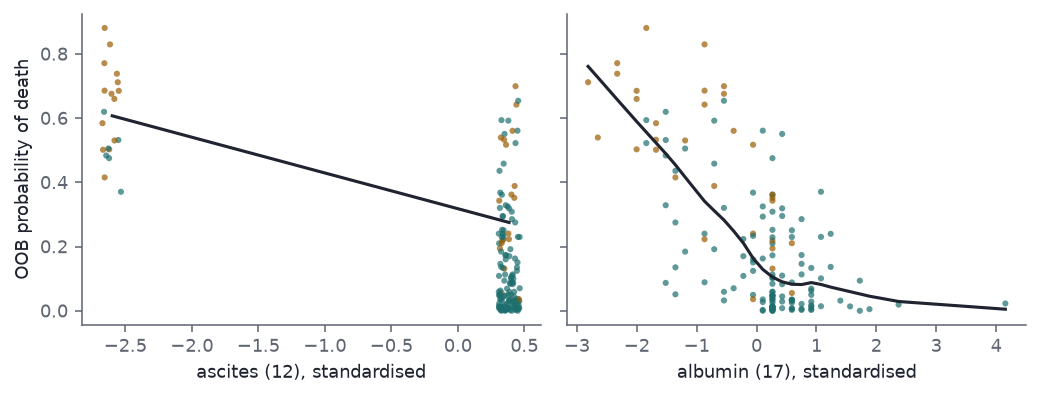 OOB probability of death
0.8
0.6
0.4
0.2
0.0
−2.5 −2.0 −1.5 −1.0 −0.5 0.0 0.5
ascites (12), standardised
−3 −2 −1 0 1 2 3 4
albumin (17), standardised